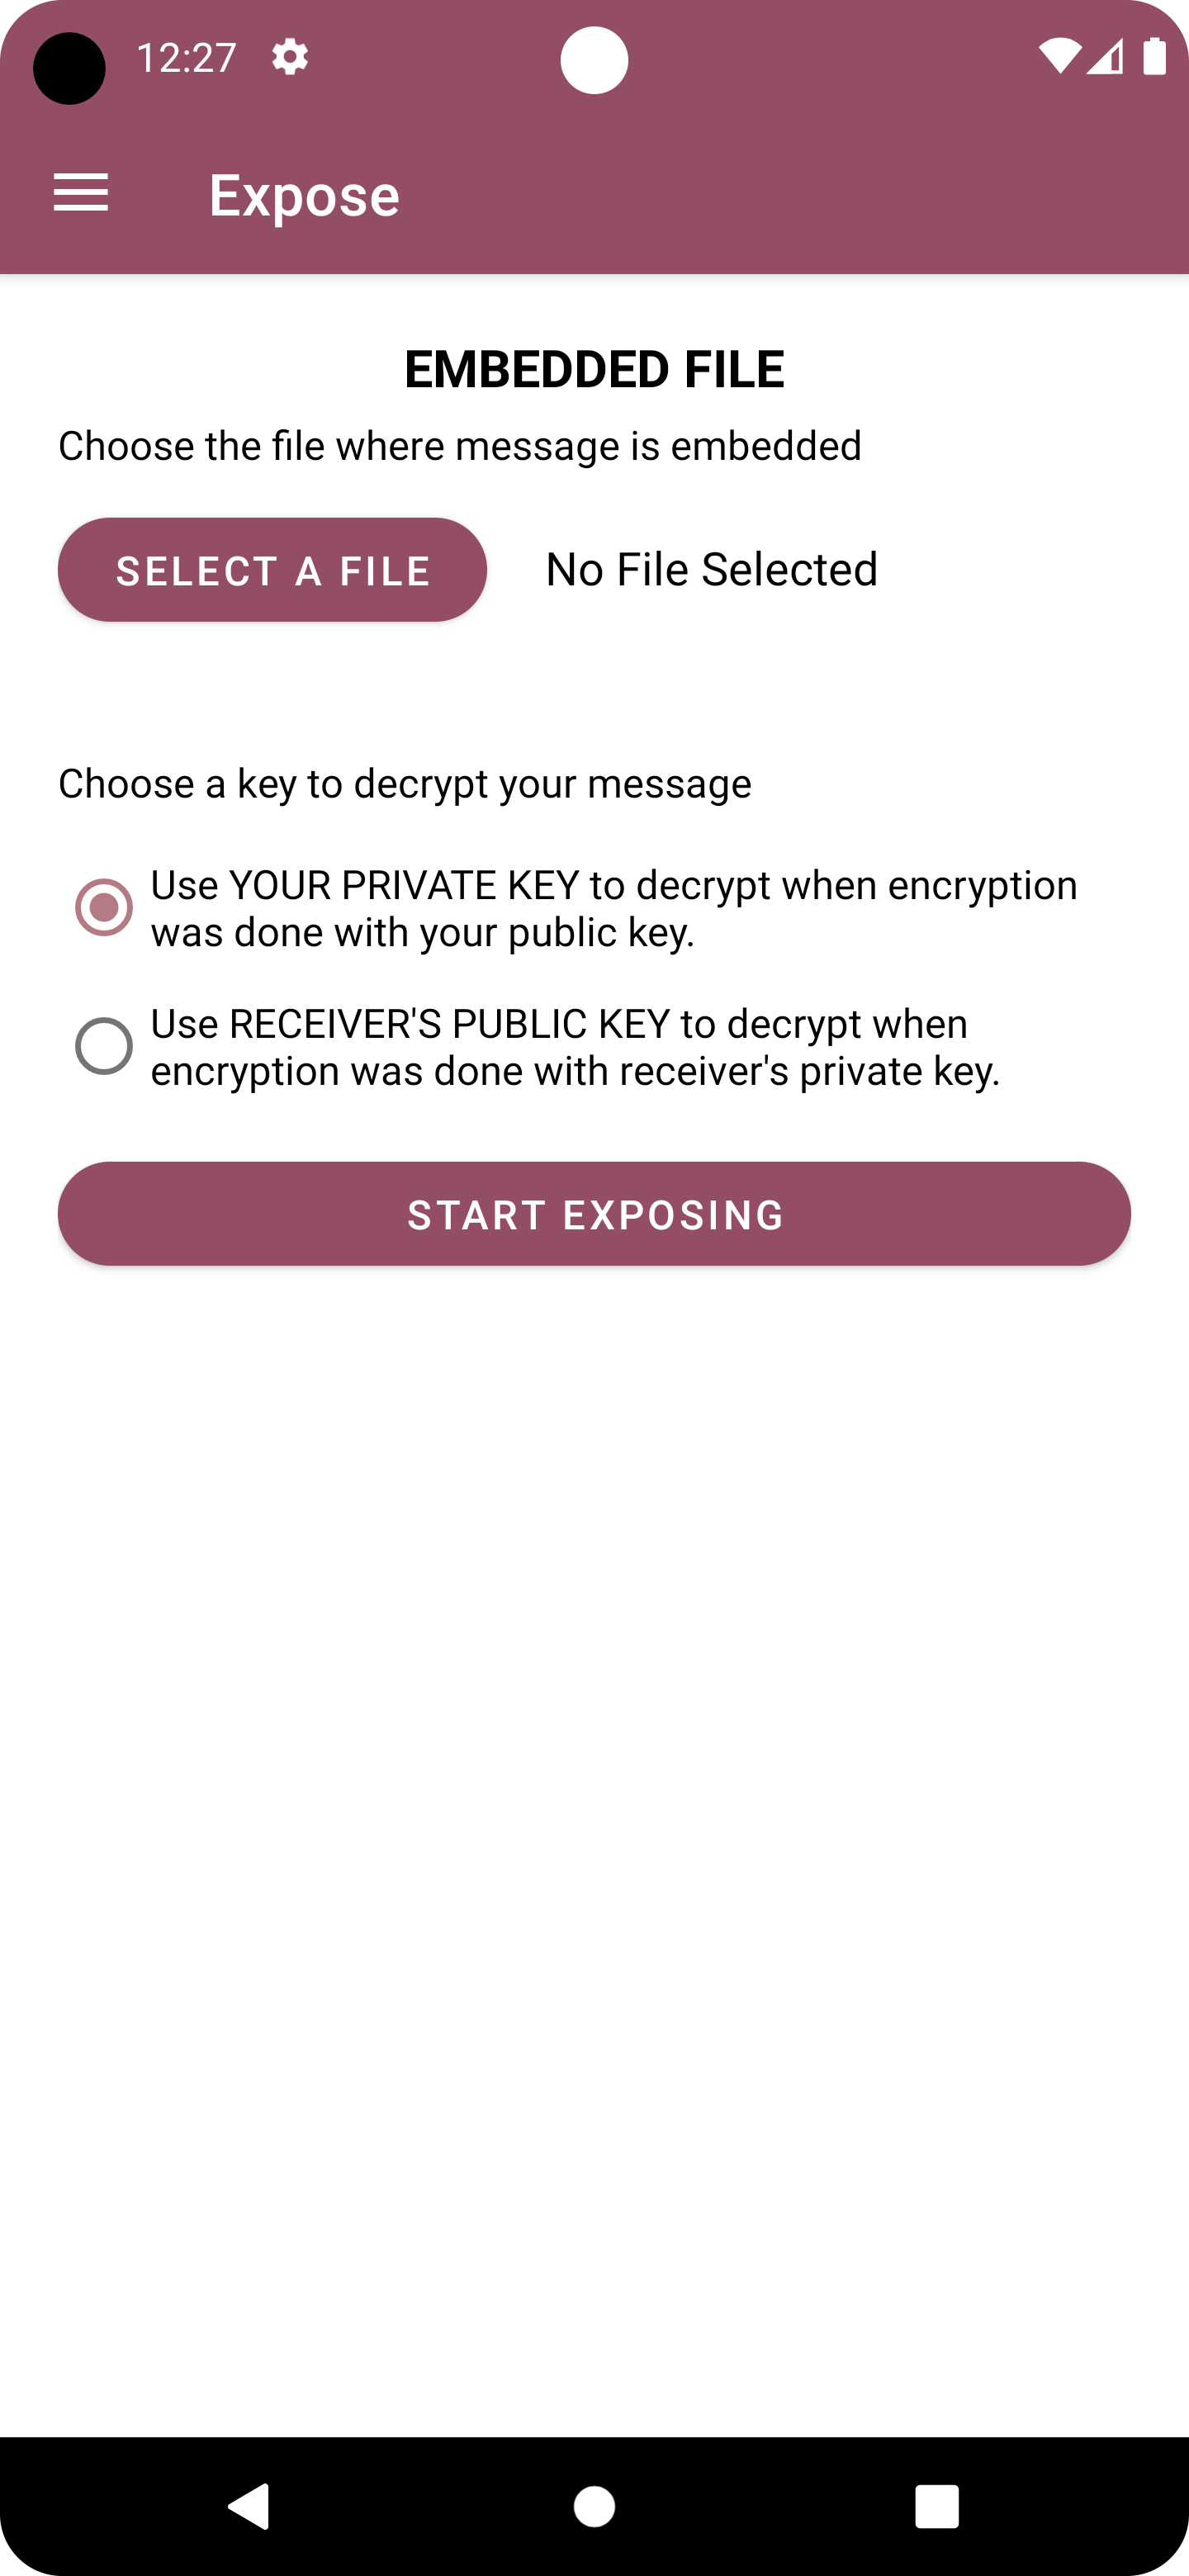 12:27
Expose
EMBEDDED FILE
Choose the file where message is embedded
SELECT A FILE
No File Selected
Choose a key to decrypt your message
Use YOUR PRIVATE KEY to decrypt when encryption
was done with your public key.
Use RECEIVER'S PUBLIC KEY to decrypt when
encryption was done with receiver's private key.
START EXPOSING